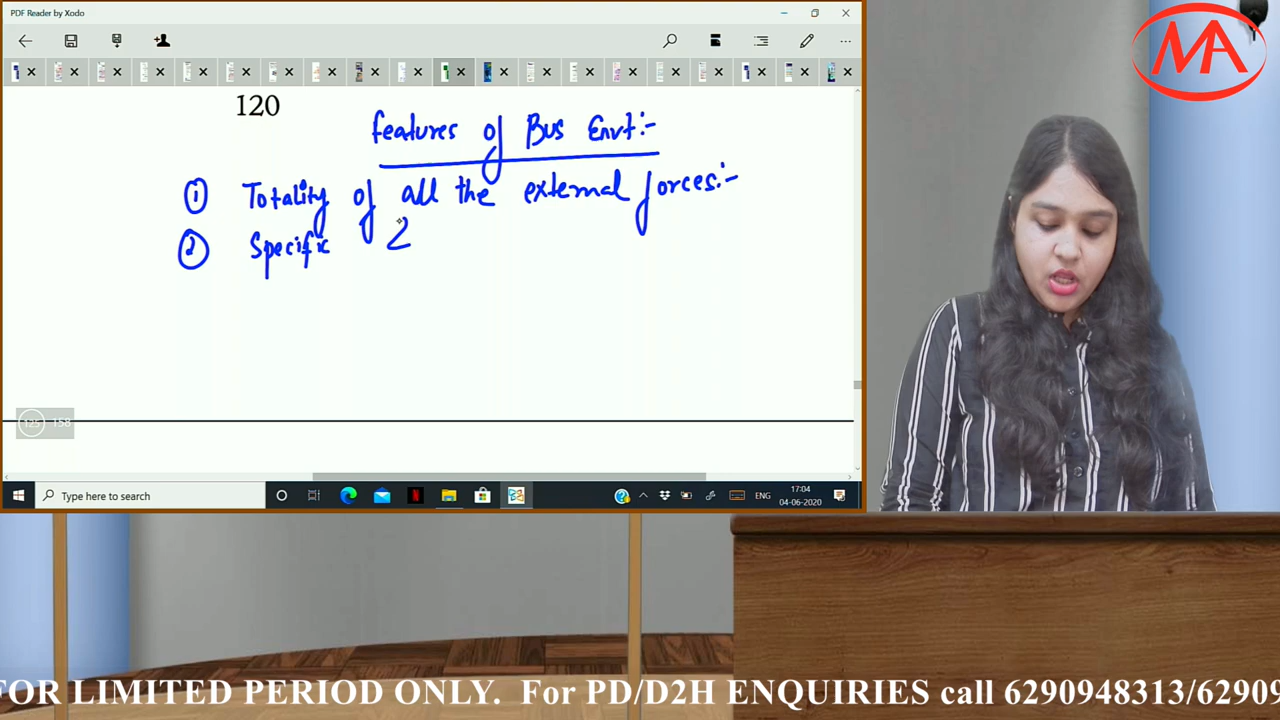 PDF Reader by Xodo
MA
120
features of Bus Envt:-
① Totality of all the external forces:-
② Specific 2
125 158
Type here to search
ENG
17:04
04-06-2020
FOR LIMITED PERIOD ONLY. For PD/D2H ENQUIRIES call 6290948313/62909